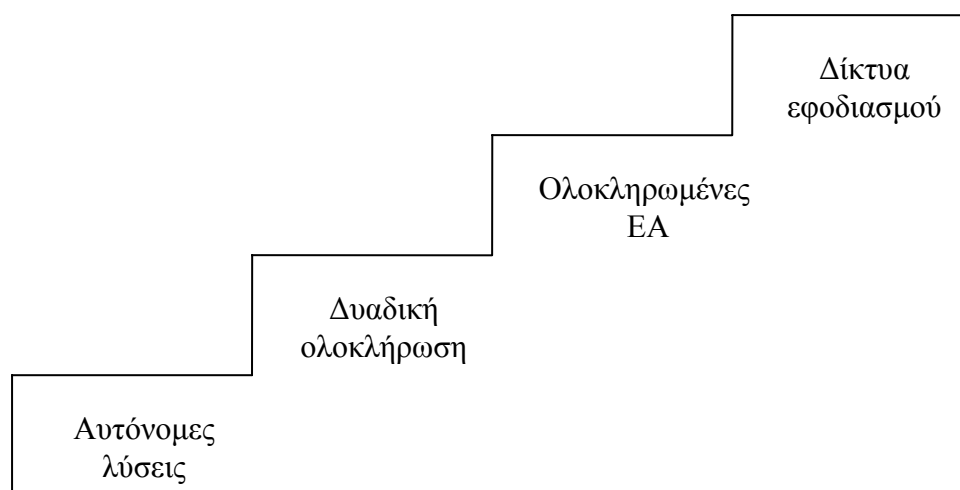 Δίκτυα
εφοδιασμού
Ολοκληρωμένες
ΕΑ
Δυαδική
ολοκλήρωση
Αυτόνομες
λύσεις